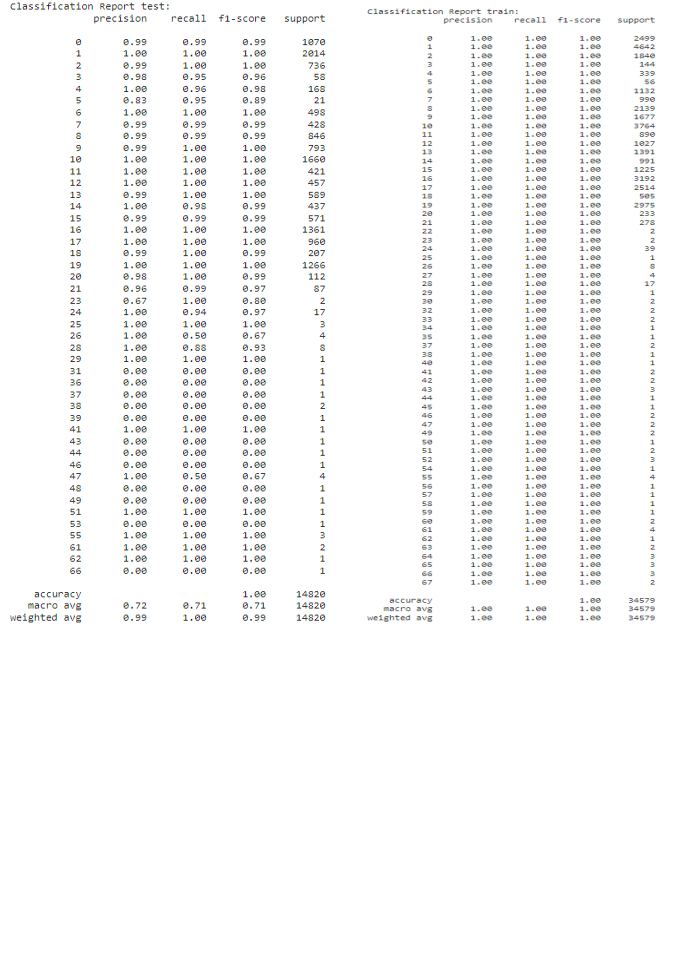 Classification Report test:
precision recall f1-score support
0 0.99 0.99 0.99 1070
1 1.00 1.00 1.00 2014
2 0.99 1.00 1.00 736
3 0.98 0.95 0.96 58
4 1.00 0.96 0.98 168
5 0.83 0.95 0.89 21
6 1.00 1.00 1.00 498
7 0.99 0.99 0.99 428
8 0.99 0.99 0.99 846
9 0.99 1.00 1.00 793
10 1.00 1.00 1.00 1660
11 1.00 1.00 1.00 421
12 1.00 1.00 1.00 457
13 0.99 1.00 1.00 589
14 1.00 0.98 0.99 437
15 0.99 0.99 0.99 571
16 1.00 1.00 1.00 1361
17 1.00 1.00 1.00 960
18 0.99 1.00 0.99 207
19 1.00 1.00 1.00 1266
20 0.98 1.00 0.99 112
21 0.96 0.99 0.97 87
23 0.67 1.00 0.80 2
24 1.00 0.94 0.97 17
25 1.00 1.00 1.00 3
26 1.00 0.50 0.67 4
28 1.00 0.88 0.93 8
29 1.00 1.00 1.00 1
31 0.00 0.00 0.00 1
36 0.00 0.00 0.00 1
37 0.00 0.00 0.00 1
38 0.00 0.00 0.00 2
39 0.00 0.00 0.00 1
41 1.00 1.00 1.00 1
43 0.00 0.00 0.00 1
44 0.00 0.00 0.00 1
46 0.00 0.00 0.00 1
47 1.00 0.50 0.67 4
48 0.00 0.00 0.00 1
49 0.00 0.00 0.00 1
51 1.00 1.00 1.00 1
53 0.00 0.00 0.00 1
55 1.00 1.00 1.00 3
61 1.00 1.00 1.00 2
62 1.00 1.00 1.00 1
66 0.00 0.00 0.00 1
accuracy 1.00 14820
macro avg 0.72 0.71 0.71 14820
weighted avg 0.99 1.00 0.99 14820
Classification Report train:
precision recall f1-score support
0 1.00 1.00 1.00 2499
1 1.00 1.00 1.00 4642
2 1.00 1.00 1.00 1840
3 1.00 1.00 1.00 144
4 1.00 1.00 1.00 339
5 1.00 1.00 1.00 56
6 1.00 1.00 1.00 1132
7 1.00 1.00 1.00 990
8 1.00 1.00 1.00 2139
9 1.00 1.00 1.00 1677
10 1.00 1.00 1.00 3764
11 1.00 1.00 1.00 890
12 1.00 1.00 1.00 1027
13 1.00 1.00 1.00 1391
14 1.00 1.00 1.00 991
15 1.00 1.00 1.00 1225
16 1.00 1.00 1.00 3192
17 1.00 1.00 1.00 2514
18 1.00 1.00 1.00 505
19 1.00 1.00 1.00 2975
20 1.00 1.00 1.00 233
21 1.00 1.00 1.00 278
22 1.00 1.00 1.00 2
23 1.00 1.00 1.00 2
24 1.00 1.00 1.00 39
25 1.00 1.00 1.00 1
26 1.00 1.00 1.00 8
27 1.00 1.00 1.00 4
28 1.00 1.00 1.00 17
29 1.00 1.00 1.00 1
30 1.00 1.00 1.00 2
32 1.00 1.00 1.00 2
33 1.00 1.00 1.00 2
34 1.00 1.00 1.00 1
35 1.00 1.00 1.00 1
37 1.00 1.00 1.00 2
38 1.00 1.00 1.00 1
40 1.00 1.00 1.00 1
41 1.00 1.00 1.00 2
42 1.00 1.00 1.00 2
43 1.00 1.00 1.00 3
44 1.00 1.00 1.00 1
45 1.00 1.00 1.00 1
46 1.00 1.00 1.00 2
47 1.00 1.00 1.00 2
49 1.00 1.00 1.00 2
50 1.00 1.00 1.00 1
51 1.00 1.00 1.00 2
52 1.00 1.00 1.00 3
54 1.00 1.00 1.00 1
55 1.00 1.00 1.00 4
56 1.00 1.00 1.00 1
57 1.00 1.00 1.00 1
58 1.00 1.00 1.00 1
59 1.00 1.00 1.00 1
60 1.00 1.00 1.00 2
61 1.00 1.00 1.00 4
62 1.00 1.00 1.00 1
63 1.00 1.00 1.00 2
64 1.00 1.00 1.00 3
65 1.00 1.00 1.00 3
66 1.00 1.00 1.00 3
67 1.00 1.00 1.00 2
accuracy 1.00 34579
macro avg 1.00 1.00 1.00 34579
weighted avg 1.00 1.00 1.00 34579